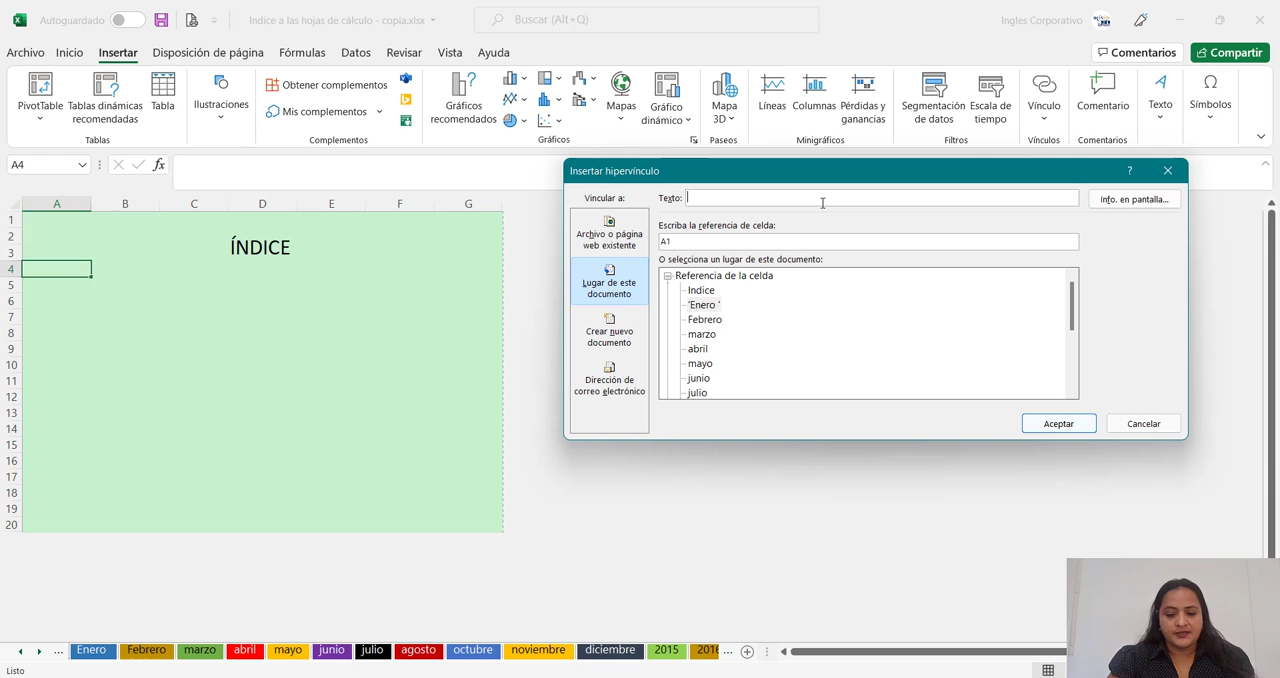 Autoguardado
Indice a las hojas de cálculo - copia.xlsx
Buscar (Alt+Q)
Ingles Corporativo
Archivo Inicio Insertar Disposición de página Fórmulas Datos Revisar Vista Ayuda
Comentarios Compartir
PivotTable
Tablas dinámicas recomendadas
Tabla
Tablas
Ilustraciones
Obtener complementos
Mis complementos
Complementos
Gráficos recomendados
Mapas
Gráfico dinámico
Gráficos
Mapa 3D
Paseos
Líneas
Columnas
Pérdidas y ganancias
Minigráficos
Segmentación de datos
Escala de tiempo
Filtros
Vínculo
Vínculos
Comentario
Comentarios
Texto
Símbolos
A4
fx
Insertar hipervínculo
?
Vincular a:
Texto:
Info. en pantalla...
Archivo o página web existente
Lugar de este documento
Crear nuevo documento
Dirección de correo electrónico
Escriba la referencia de celda:
A1
O selecciona un lugar de este documento:
Referencia de la celda
Indice
'Enero '
Febrero
marzo
abril
mayo
junio
julio
Aceptar
Cancelar
A B C D E F G
1
2
3
4
5
6
7
8
9
10
11
12
13
14
15
16
17
18
19
20
ÍNDICE
... Enero Febrero marzo abril mayo junio julio agosto octubre noviembre diciembre 2015 2016 ...
Listo